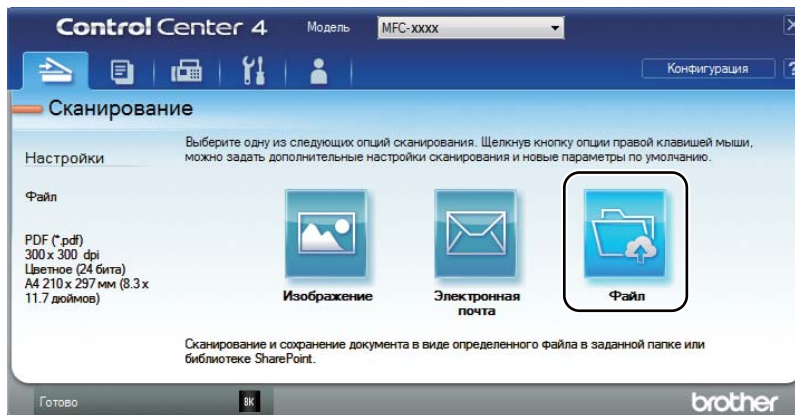 Control Center 4
Модель
MFC-xxxx
Конфигурация
?
Сканирование
Настройки
Файл
PDF (*.pdf)
300 x 300 dpi
Цветное (24 бита)
A4 210 x 297 мм (8.3 x
11.7 дюймов)
Выберите одну из следующих опций сканирования. Щелкнув кнопку опции правой клавишей мыши,
можно задать дополнительные настройки сканирования и новые параметры по умолчанию.
Изображение
Электронная
почта
Файл
Сканирование и сохранение документа в виде определенного файла в заданной папке или
библиотеке SharePoint.
Готово
BK
brother